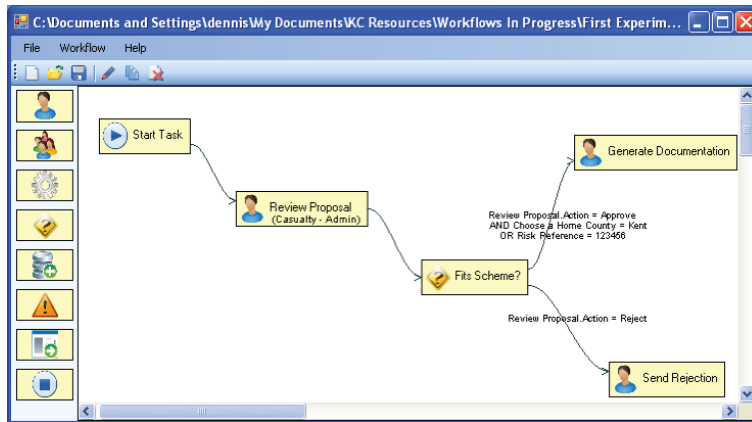 C:\Documents and Settings\dennis\My Documents\KC Resources\Workflows In Progress\First Experim...
File Workflow Help
Start Task
Generate Documentation
Review Proposal
(Casualty - Admin)
Review Proposal.Action = Approve
AND Choose a Home County = Kent
OR Risk Reference = 123456
Fits Scheme?
Review Proposal.Action = Reject
Send Rejection